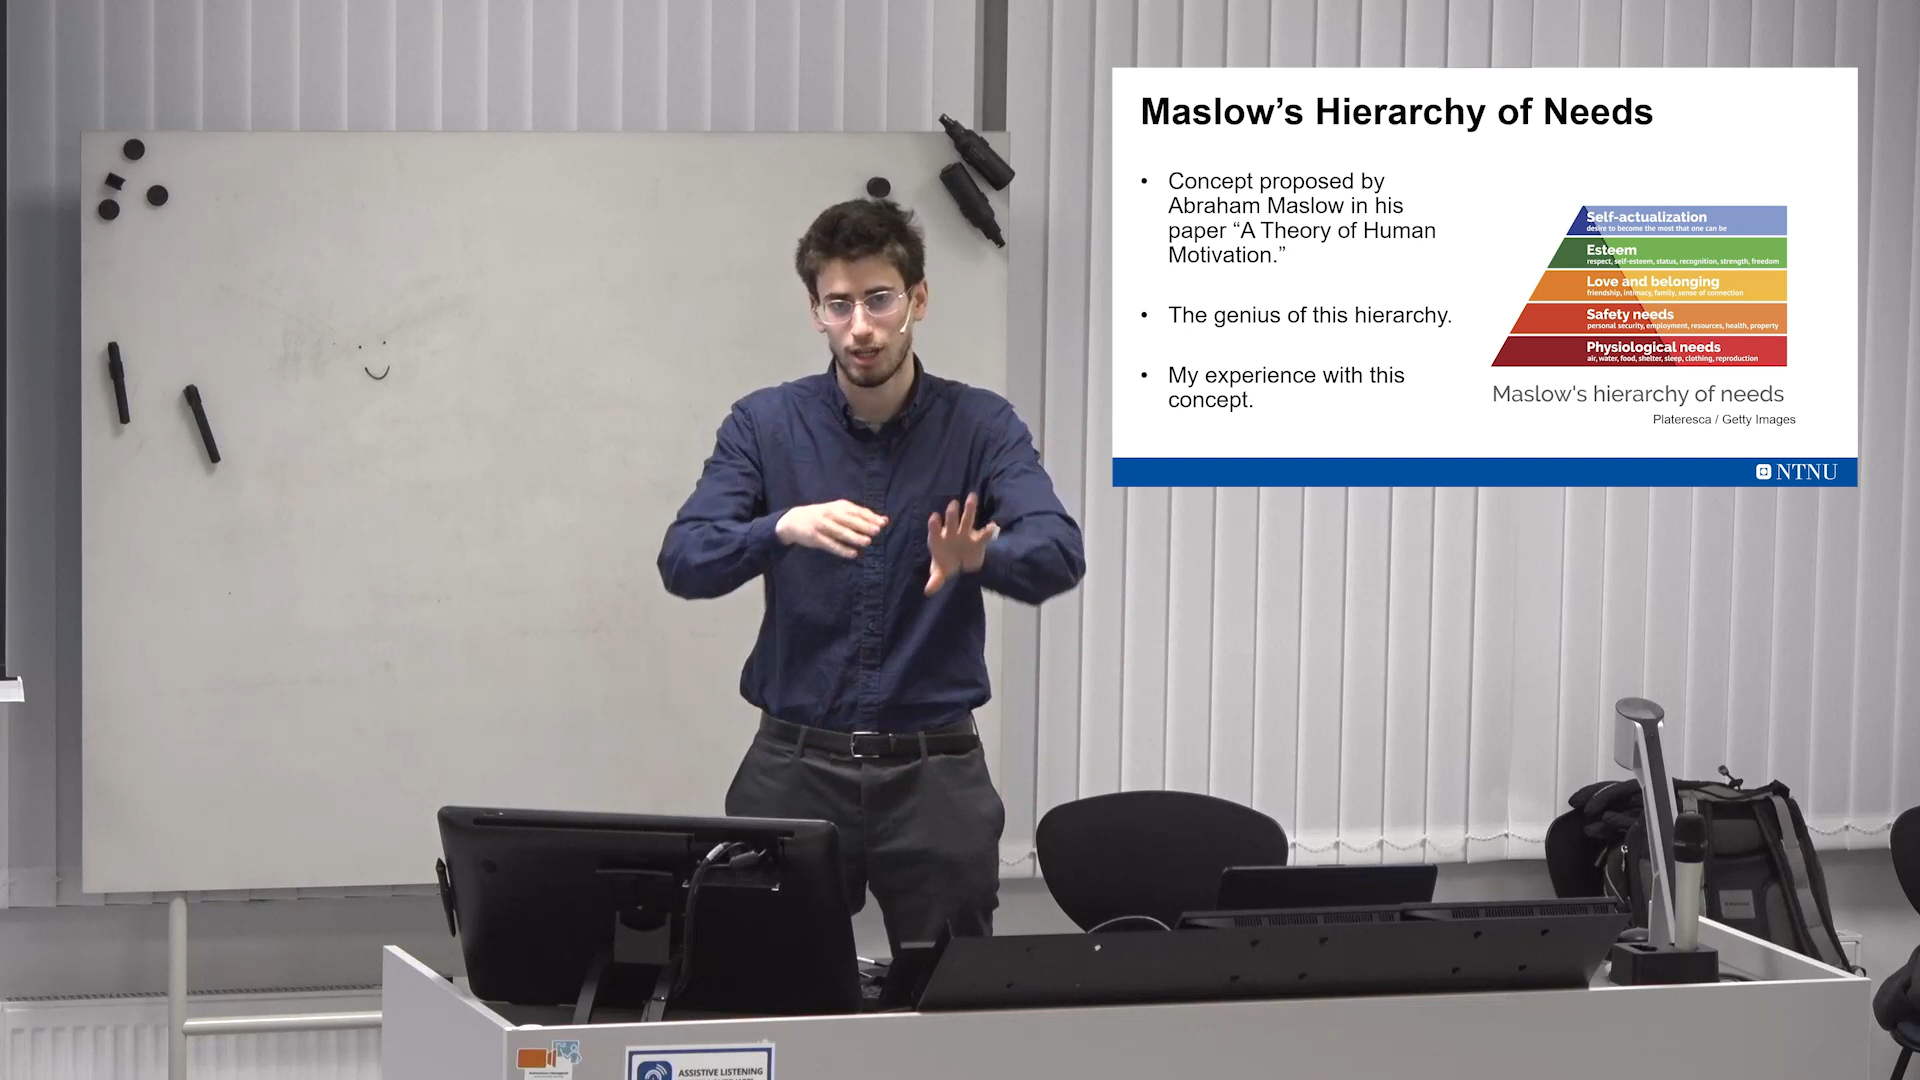 Maslow’s Hierarchy of Needs
• Concept proposed by
Abraham Maslow in his
paper “A Theory of Human
Motivation.”
• The genius of this hierarchy.
• My experience with this
concept.
Self-actualization
desire to become the most that one can be
Esteem
respect, self-esteem, status, recognition, strength, freedom
Love and belonging
friendship, intimacy, family, sense of connection
Safety needs
personal security, employment, resources, health, property
Physiological needs
air, water, food, shelter, sleep, clothing, reproduction
Maslow's hierarchy of needs
Plateresca / Getty Images
NTNU
ASSISTIVE LISTENING